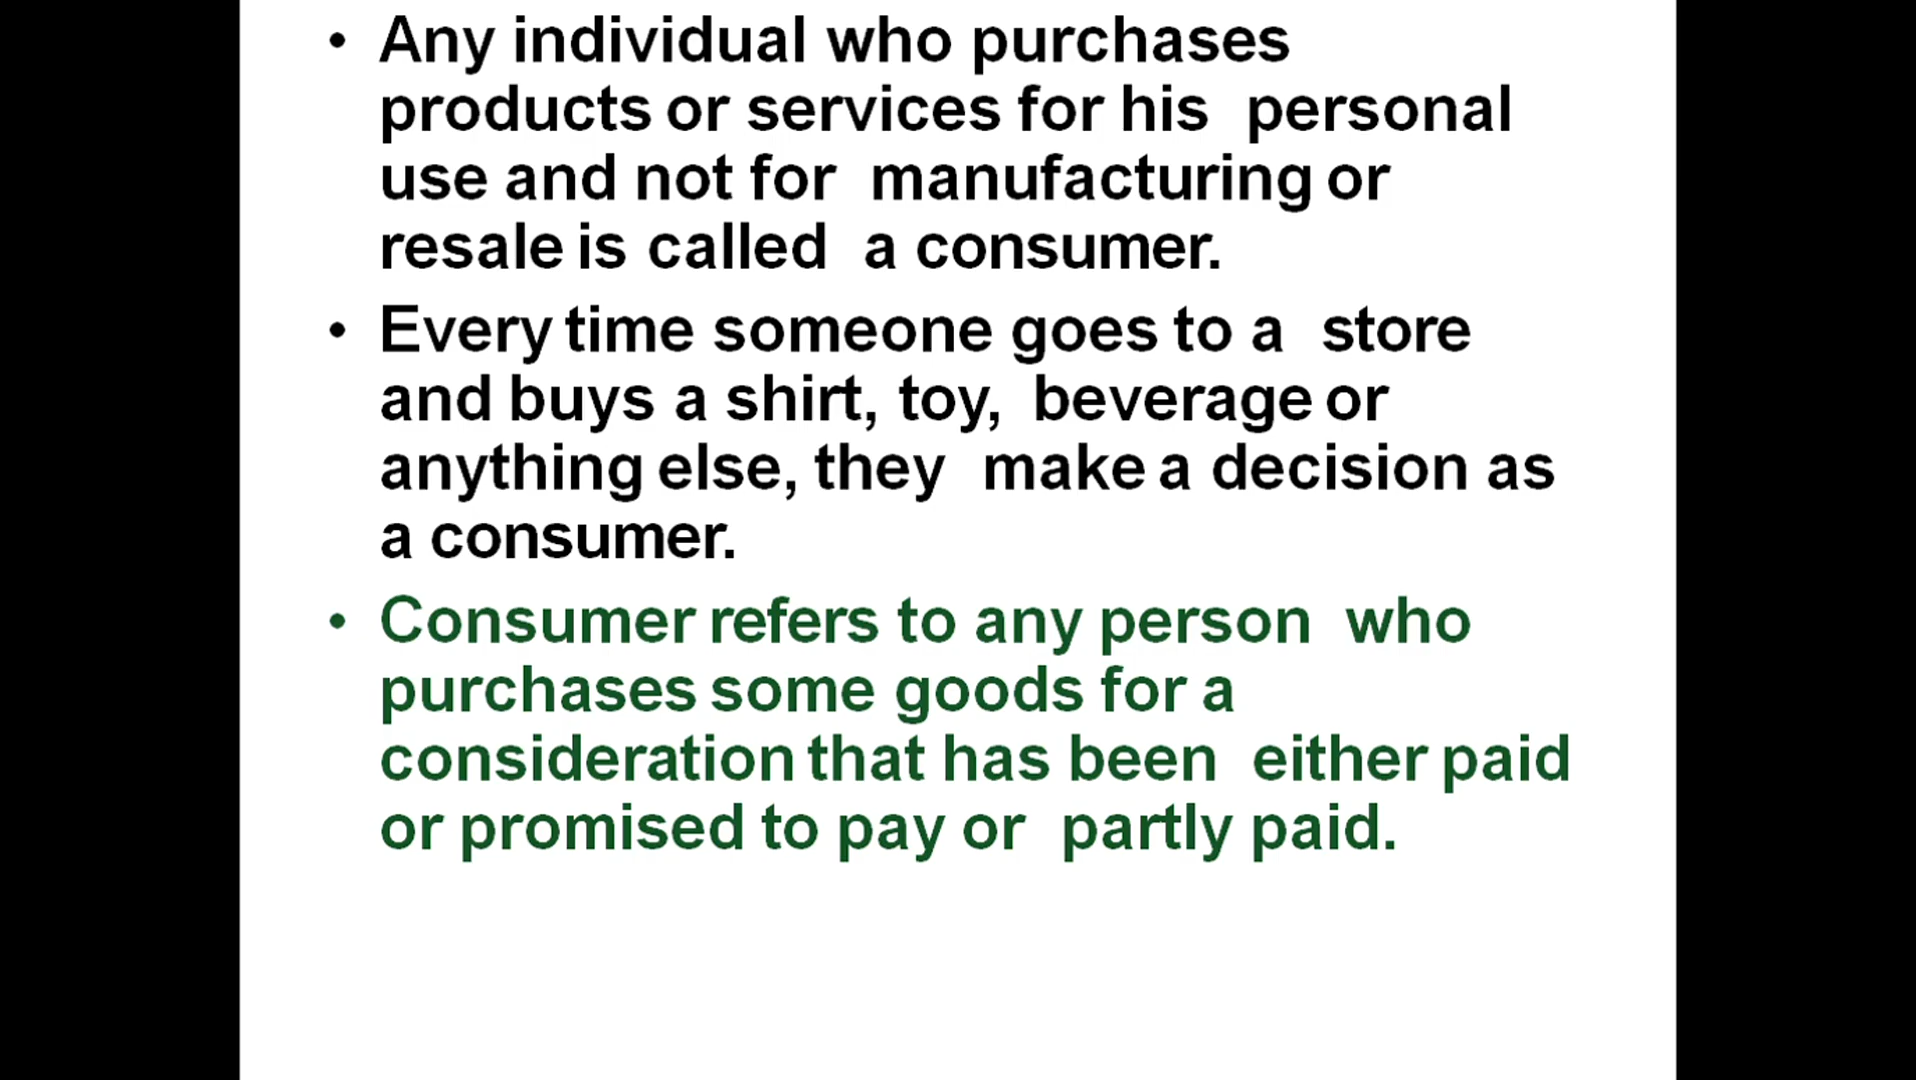 • Any individual who purchases
products or services for his personal
use and not for manufacturing or
resale is called a consumer.
• Every time someone goes to a store
and buys a shirt, toy, beverage or
anything else, they make a decision as
a consumer.
• Consumer refers to any person who
purchases some goods for a
consideration that has been either paid
or promised to pay or partly paid.